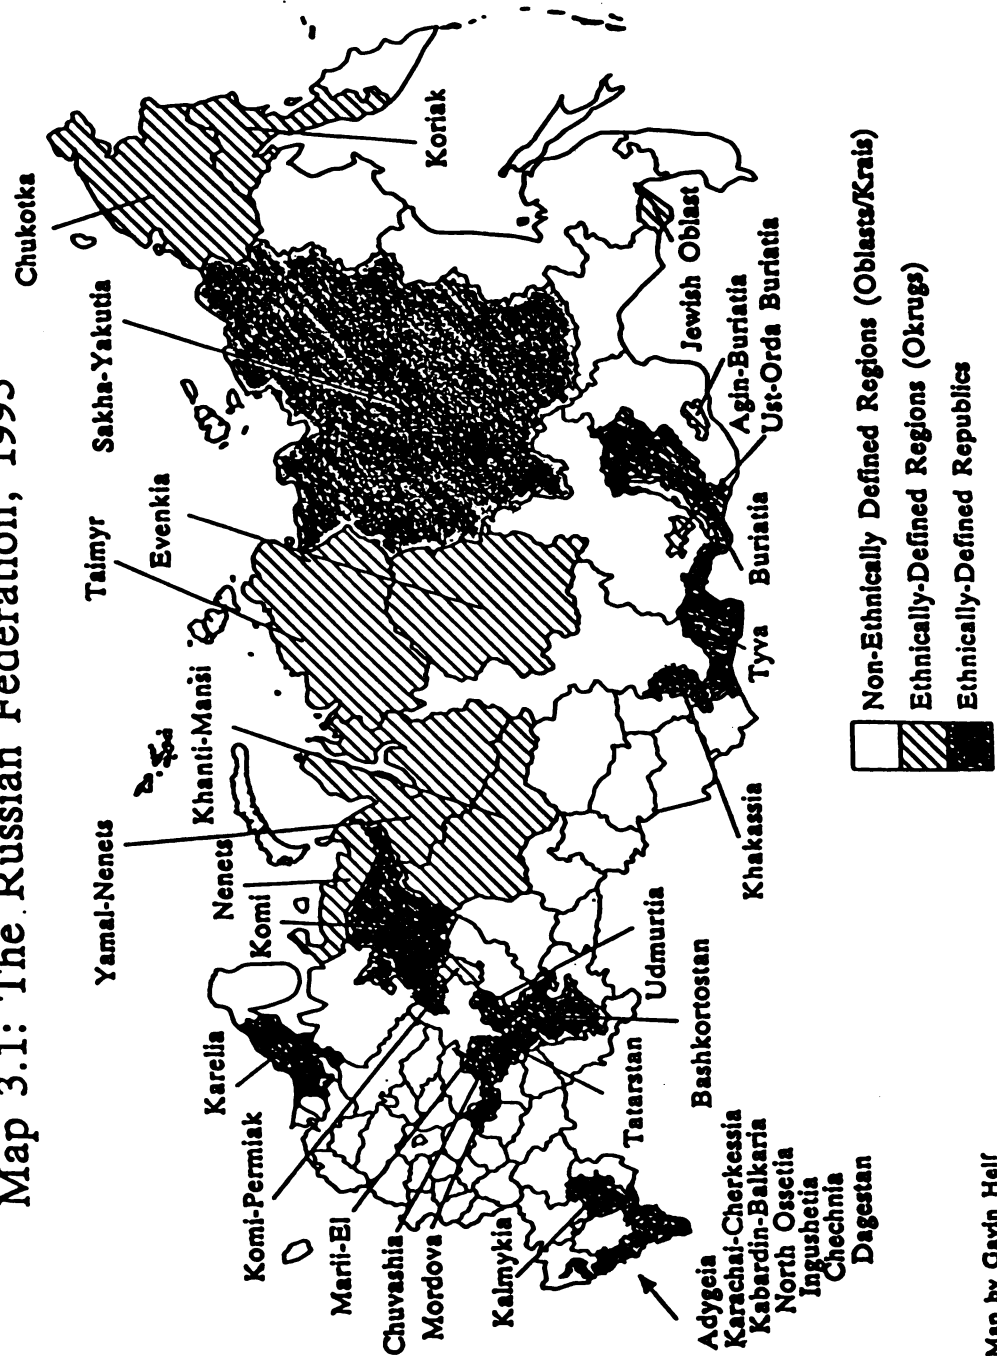 Map 3.1: The Russian Federation, 1995
Chukotka
Sakha-Yakutia
Taimyr
Evenkia
Koriak
Yamal-Nenets
Khanti-Mansi
Nenets
Komi
Karelia
Komi-Permiak
Marii-El
Chuvashia
Mordova
Kalmykia
Adygeia
Karachai-Cherkessia
Kabardin-Balkaria
North Ossetia
Ingushetia
Chechnia
Dagestan
Tatarstan
Bashkortostan
Udmurtia
Khakassia
Tyva
Buriatia
Jewish Oblast
Agin-Buriatia
Ust-Orda Buriatia
Non-Ethnically Defined Regions (Oblasts/Krais)
Ethnically-Defined Regions (Okrugs)
Ethnically-Defined Republics
Map by Gavin Helf